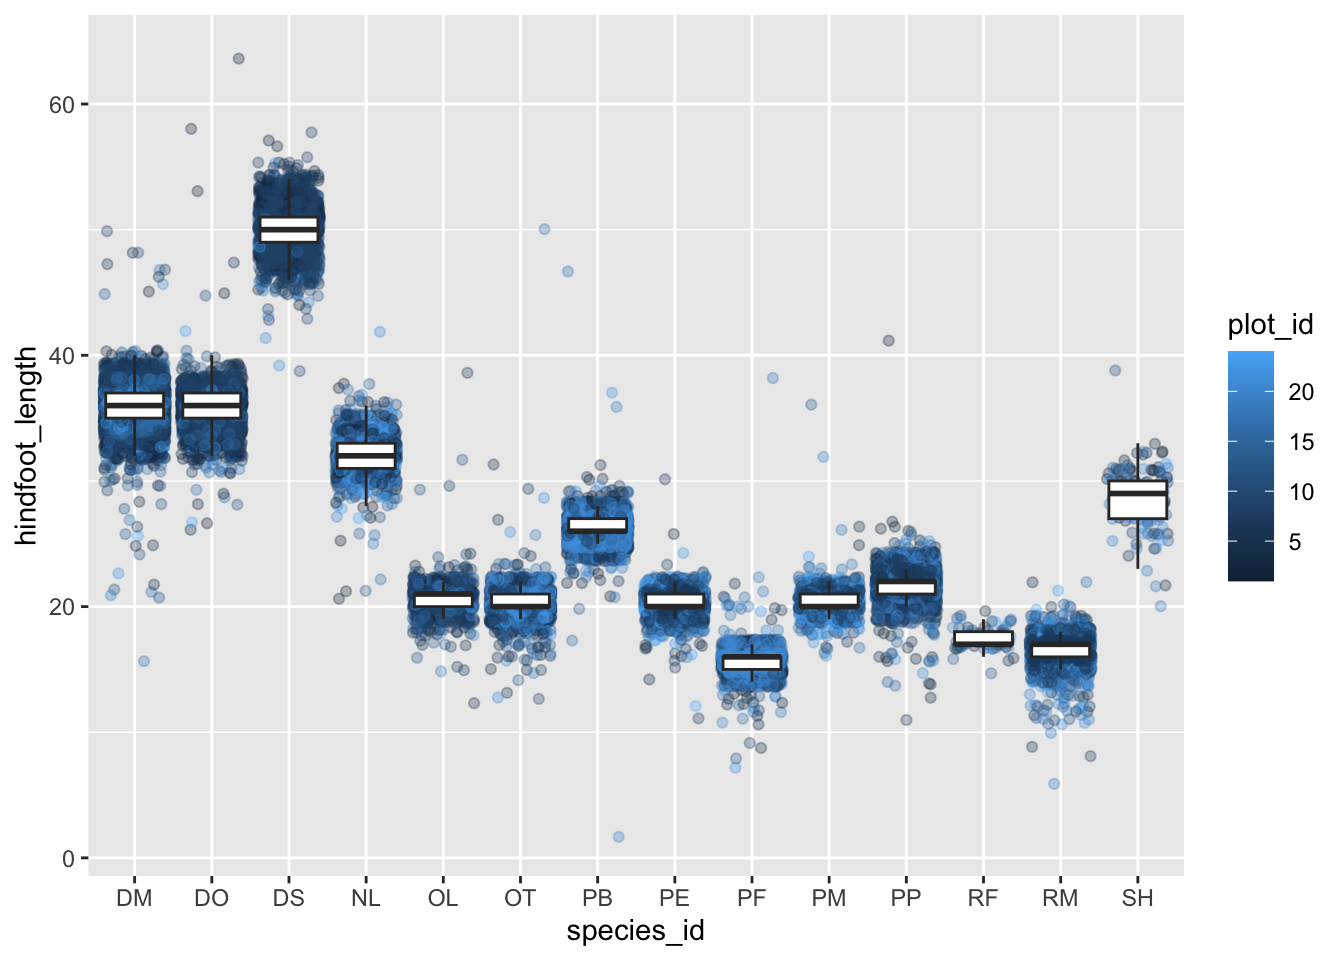 60
40
20
0
hindfoot_length
DM DO DS NL OL OT PB PE PF PM PP RF RM SH
species_id
plot_id
20
15
10
5